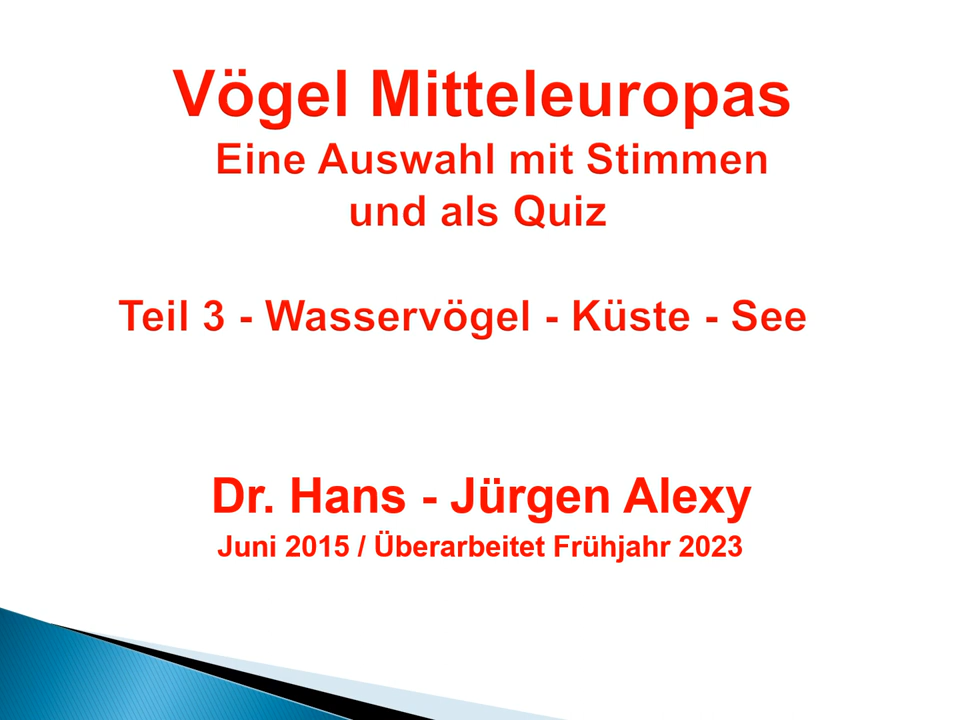 Vögel Mitteleuropas
Eine Auswahl mit Stimmen
und als Quiz
Teil 3 - Wasservögel - Küste - See
Dr. Hans - Jürgen Alexy
Juni 2015 / Überarbeitet Frühjahr 2023